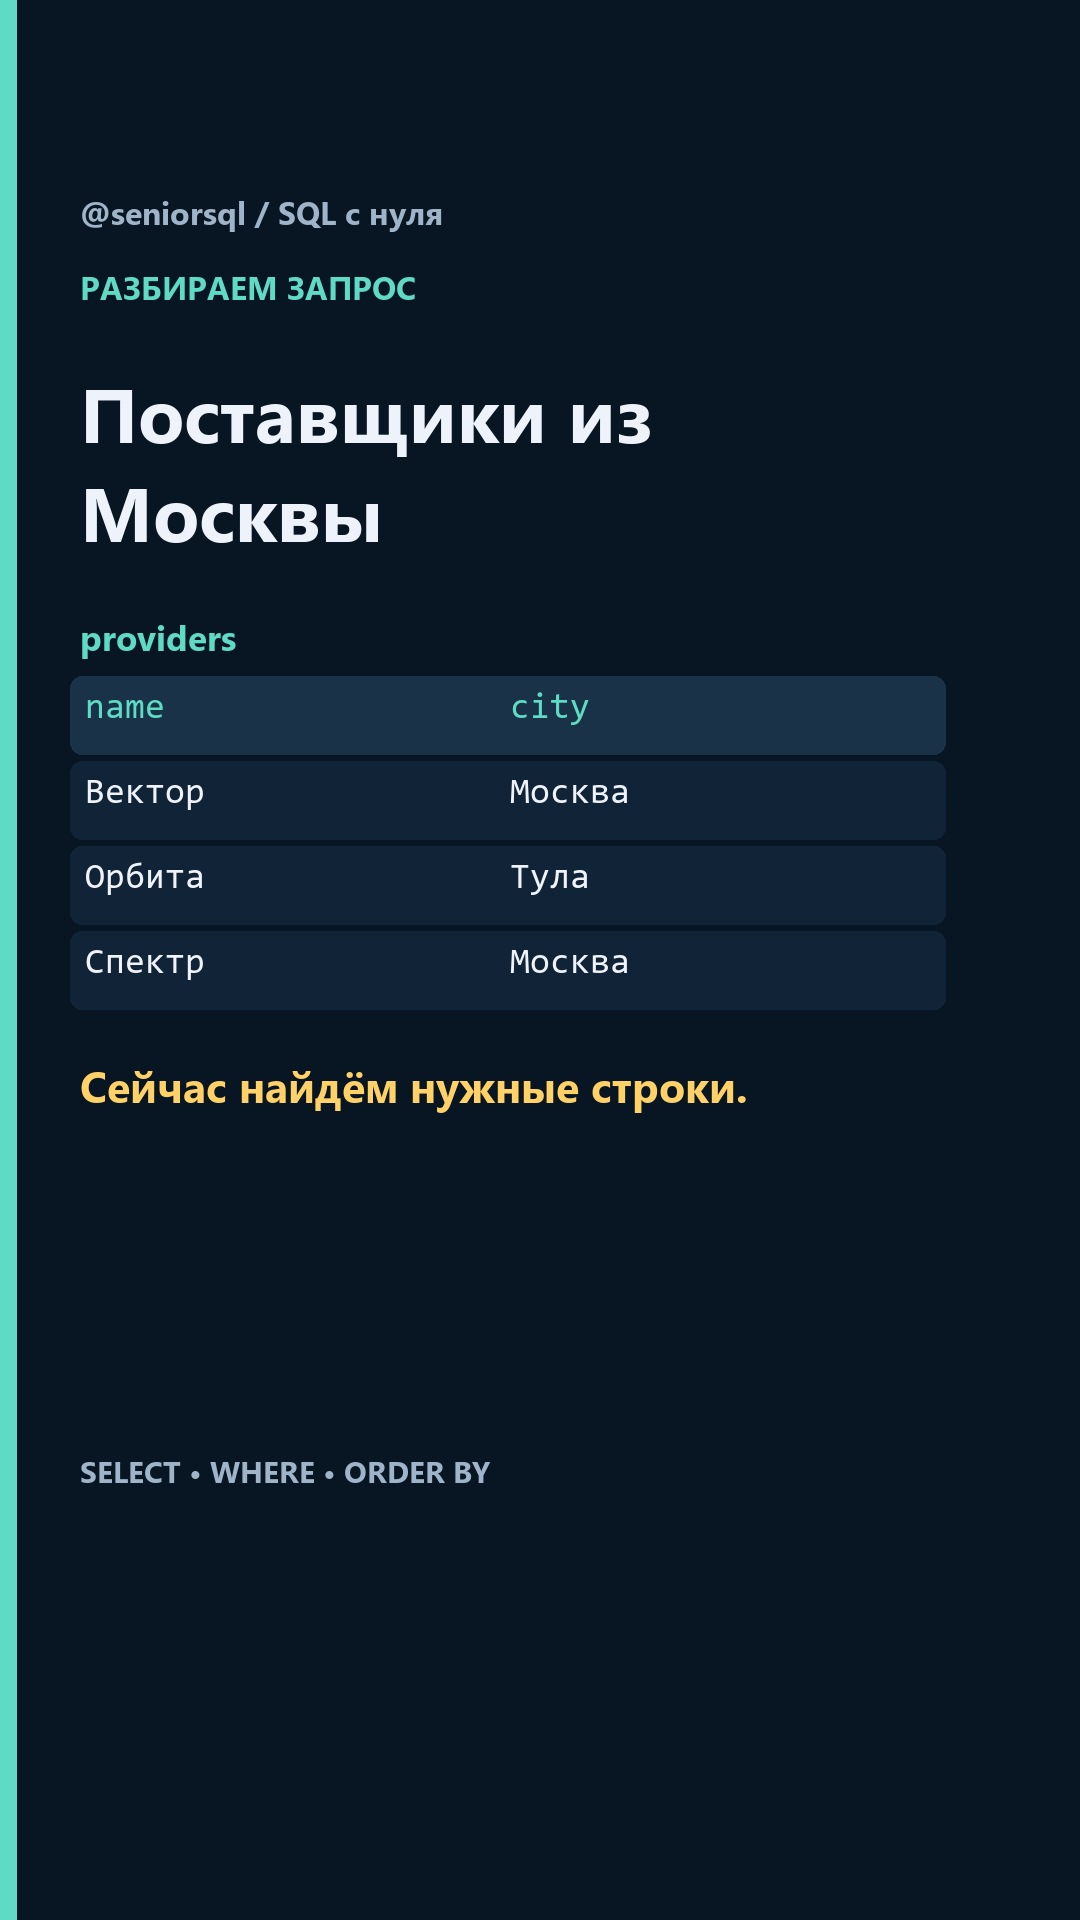 @seniorsql / SQL с нуля
РАЗБИРАЕМ ЗАПРОС
Поставщики из
Москвы
providers
name city
Вектор Москва
Орбита Тула
Спектр Москва
Сейчас найдём нужные строки.
SELECT • WHERE • ORDER BY